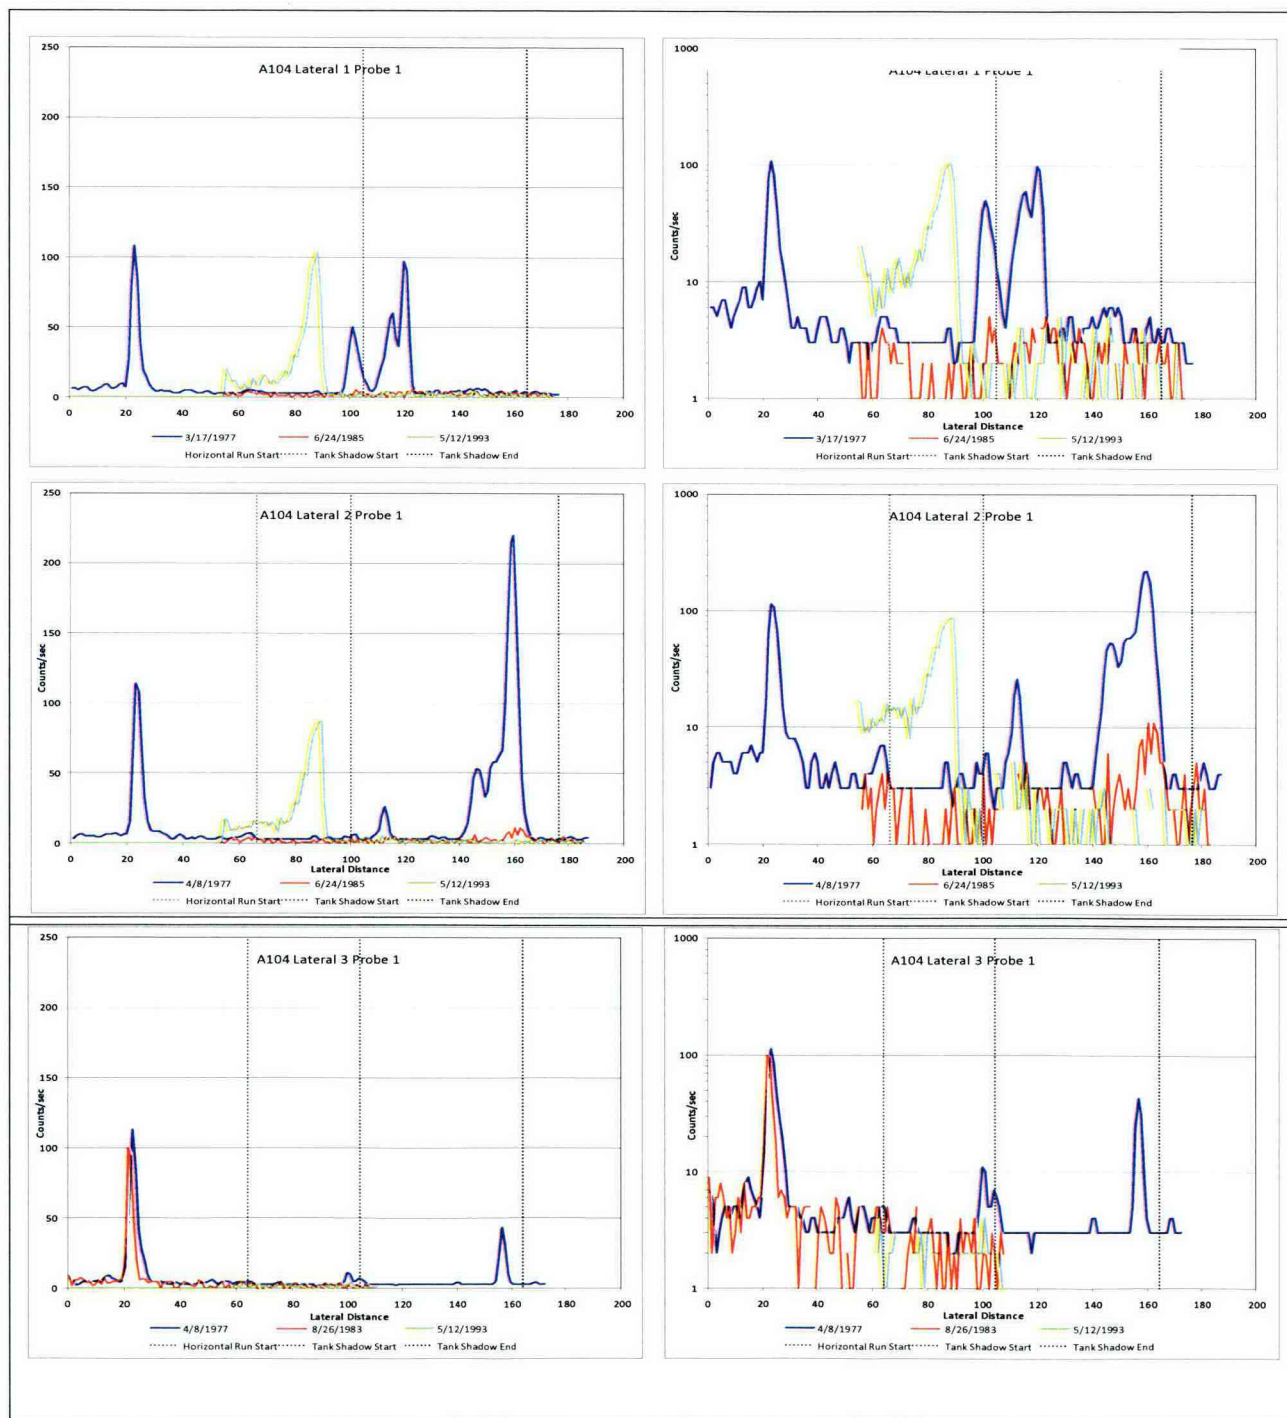 A104 Lateral 1 Probe 1
250
200
150
100
50
0
0 20 40 60 80 100 120 140 160 180 200
3/17/1977 6/24/1985 5/12/1993
Horizontal Run Start Tank Shadow Start Tank Shadow End
A104 Lateral 1 Probe 1
1000
100
10
1
Counts/sec
0 20 40 60 80 100 120 140 160 180 200
Lateral Distance
3/17/1977 6/24/1985 5/12/1993
Horizontal Run Start Tank Shadow Start Tank Shadow End
A104 Lateral 2 Probe 1
250
200
150
100
50
0
Counts/sec
0 20 40 60 80 100 120 140 160 180 200
Lateral Distance
4/8/1977 6/24/1985 5/12/1993
Horizontal Run Start Tank Shadow Start Tank Shadow End
A104 Lateral 2 Probe 1
1000
100
10
1
Counts/sec
0 20 40 60 80 100 120 140 160 180 200
Lateral Distance
4/8/1977 6/24/1985 5/12/1993
Horizontal Run Start Tank Shadow Start Tank Shadow End
A104 Lateral 3 Probe 1
250
200
150
100
50
0
Counts/sec
0 20 40 60 80 100 120 140 160 180 200
Lateral Distance
4/8/1977 8/26/1983 5/12/1993
Horizontal Run Start Tank Shadow Start Tank Shadow End
A104 Lateral 3 Probe 1
1000
100
10
1
Counts/sec
0 20 40 60 80 100 120 140 160 180 200
Lateral Distance
4/8/1977 8/26/1983 5/12/1993
Horizontal Run Start Tank Shadow Start Tank Shadow End